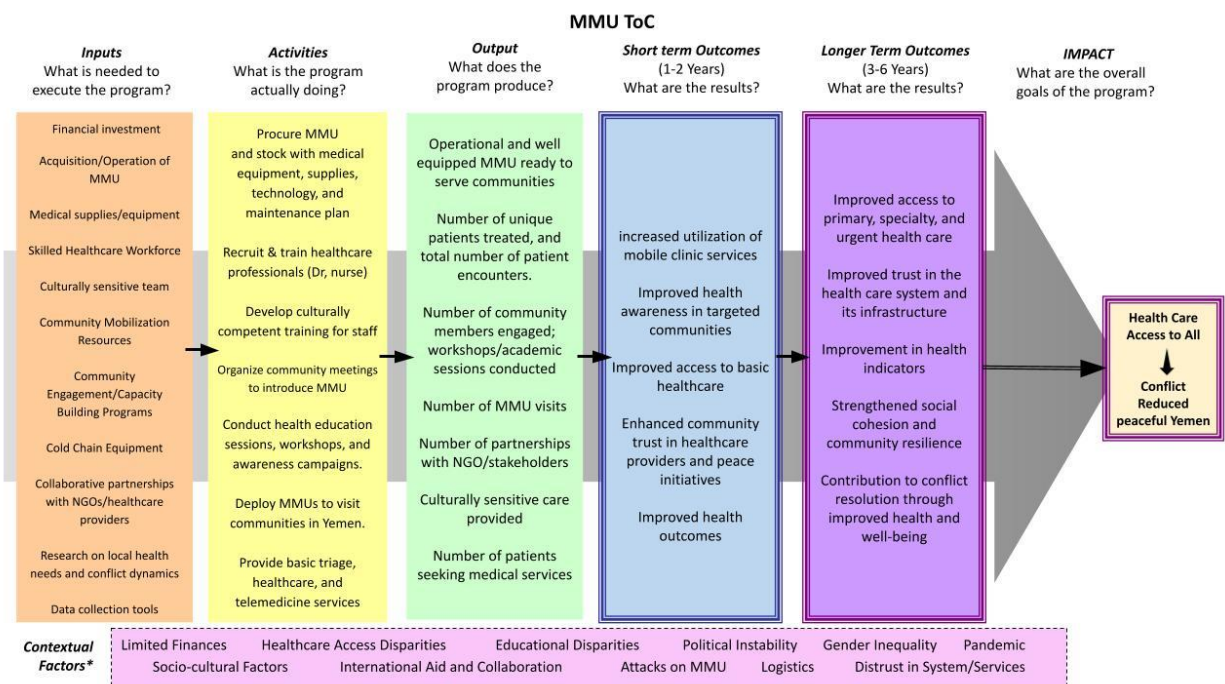 MMU ToC
Inputs
What is needed to
execute the program?
Activities
What is the program
actually doing?
Output
What does the
program produce?
Short term Outcomes
(1-2 Years)
What are the results?
Longer Term Outcomes
(3-6 Years)
What are the results?
IMPACT
What are the overall
goals of the program?
Financial investment
Acquisition/Operation of
MMU
Medical supplies/equipment
Skilled Healthcare Workforce
Culturally sensitive team
Community Mobilization
Resources
Community
Engagement/Capacity
Building Programs
Cold Chain Equipment
Collaborative partnerships
with NGOs/healthcare
providers
Research on local health
needs and conflict dynamics
Data collection tools
Procure MMU
and stock with medical
equipment, supplies,
technology, and
maintenance plan
Recruit & train healthcare
professionals (Dr, nurse)
Develop culturally
competent training for staff
Organize community meetings
to introduce MMU
Conduct health education
sessions, workshops, and
awareness campaigns.
Deploy MMUs to visit
communities in Yemen.
Provide basic triage,
healthcare, and
telemedicine services
Operational and well
equipped MMU ready to
serve communities
Number of unique
patients treated, and
total number of patient
encounters.
Number of community
members engaged;
workshops/academic
sessions conducted
Number of MMU visits
Number of partnerships
with NGO/stakeholders
Culturally sensitive care
provided
Number of patients
seeking medical services
increased utilization of
mobile clinic services
Improved health
awareness in targeted
communities
Improved access to basic
healthcare
Enhanced community
trust in healthcare
providers and peace
initiatives
Improved health
outcomes
Improved access to
primary, specialty, and
urgent health care
Improved trust in the
health care system and
its infrastructure
Improvement in health
indicators
Strengthened social
cohesion and
community resilience
Contribution to conflict
resolution through
improved health and
well-being
Health Care
Access to All
Conflict
Reduced
peaceful Yemen
Contextual
Factors*
Limited Finances Healthcare Access Disparities Educational Disparities Political Instability Gender Inequality Pandemic
Socio-cultural Factors International Aid and Collaboration Attacks on MMU Logistics Distrust in System/Services